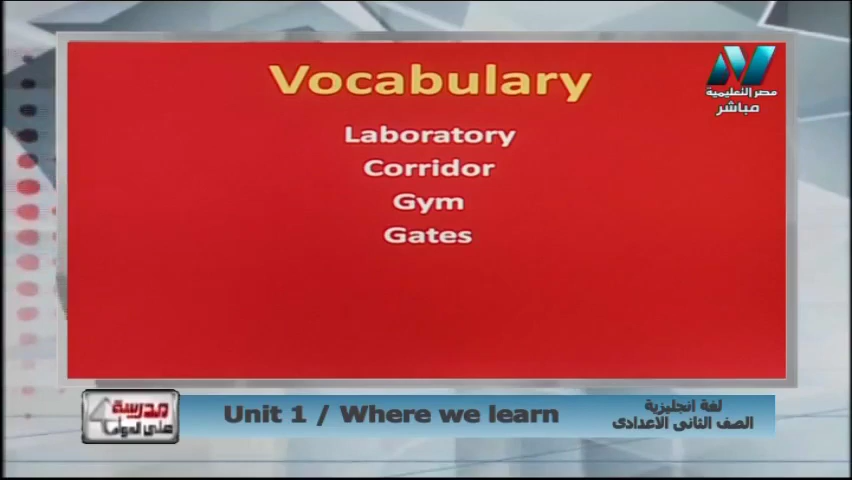 Vocabulary
مصر التعليمية
مباشر
Laboratory
Corridor
Gym
Gates
مدرسة
على الهواء
Unit 1 / Where we learn
لغة انجليزية
الصف الثانى الاعدادى